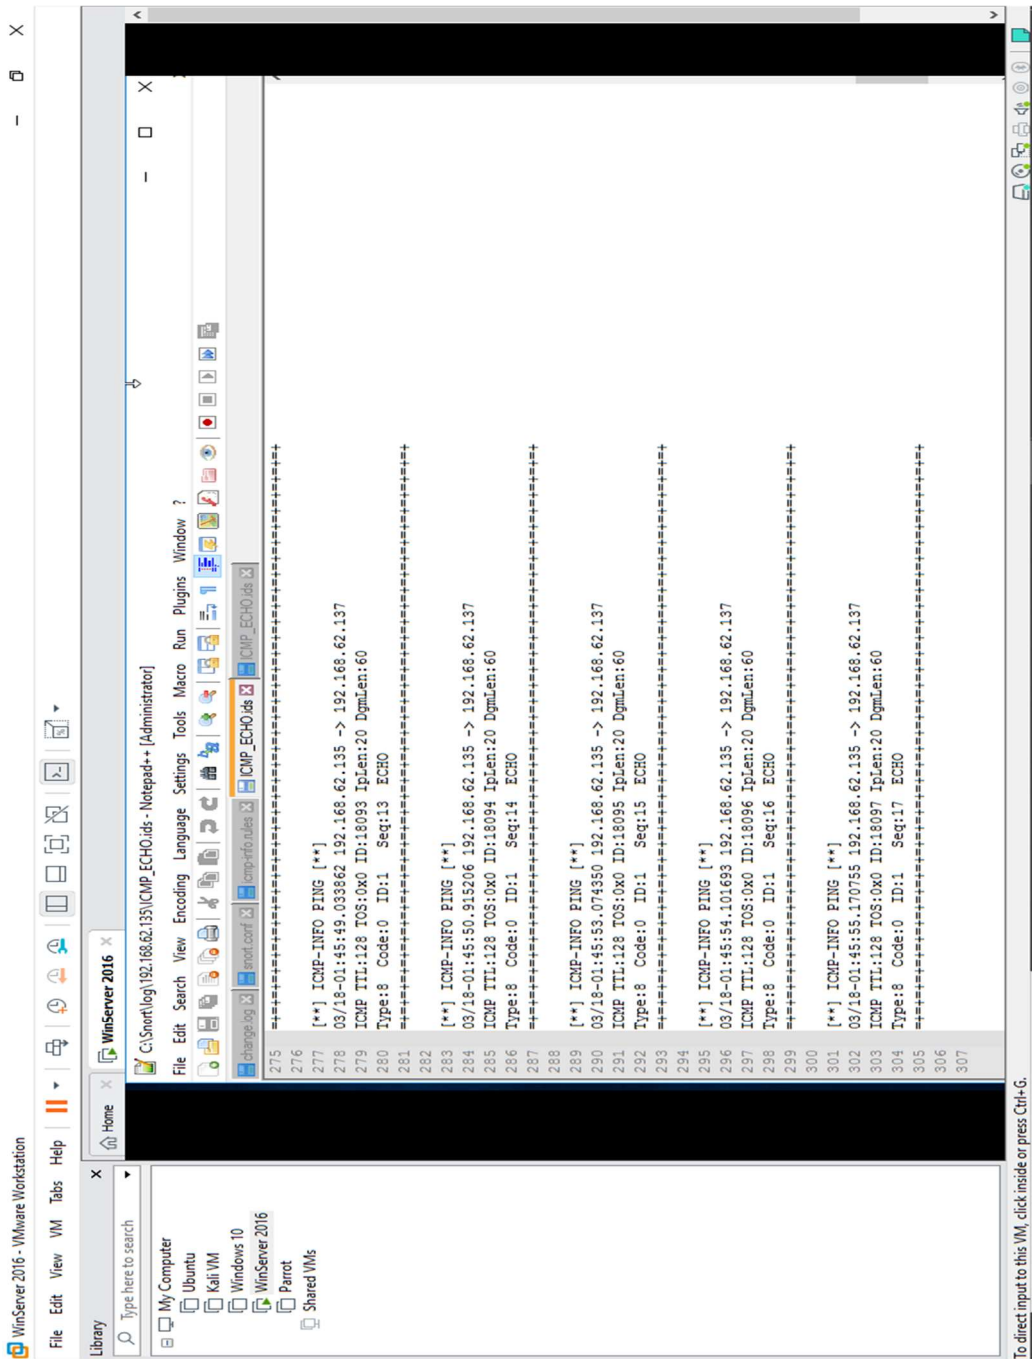 WinServer 2016 - VMware Workstation
File Edit View VM Tabs Help
Library
Type here to search
My Computer
Ubuntu
Kali VM
Windows 10
WinServer 2016
Parrot
Shared VMs
Home
WinServer 2016
C:\Snort\log\192.168.62.135\ICMP_ECHO.ids - Notepad++ [Administrator]
File Edit Search View Encoding Language Settings Tools Macro Run Plugins Window ?
change.log snort.conf icmp-info.rules ICMP_ECHO.ids ICMP_ECHO.ids
275 =+=+=+=+=+=+=+=+=+=+=+=+=+=+=+=+=+=+=+=+=+=+=+=+=+=+=+=+=+=+=+=+=+=+=+=+=+
276
277 [**] ICMP-INFO PING [**]
278 03/18-01:45:49.033862 192.168.62.135 -> 192.168.62.137
279 ICMP TTL:128 TOS:0x0 ID:18093 IpLen:20 DgmLen:60
280 Type:8 Code:0 ID:1 Seq:13 ECHO
281 =+=+=+=+=+=+=+=+=+=+=+=+=+=+=+=+=+=+=+=+=+=+=+=+=+=+=+=+=+=+=+=+=+=+=+=+=+
282
283 [**] ICMP-INFO PING [**]
284 03/18-01:45:50.915206 192.168.62.135 -> 192.168.62.137
285 ICMP TTL:128 TOS:0x0 ID:18094 IpLen:20 DgmLen:60
286 Type:8 Code:0 ID:1 Seq:14 ECHO
287 =+=+=+=+=+=+=+=+=+=+=+=+=+=+=+=+=+=+=+=+=+=+=+=+=+=+=+=+=+=+=+=+=+=+=+=+=+
288
289 [**] ICMP-INFO PING [**]
290 03/18-01:45:53.074350 192.168.62.135 -> 192.168.62.137
291 ICMP TTL:128 TOS:0x0 ID:18095 IpLen:20 DgmLen:60
292 Type:8 Code:0 ID:1 Seq:15 ECHO
293 =+=+=+=+=+=+=+=+=+=+=+=+=+=+=+=+=+=+=+=+=+=+=+=+=+=+=+=+=+=+=+=+=+=+=+=+=+
294
295 [**] ICMP-INFO PING [**]
296 03/18-01:45:54.101693 192.168.62.135 -> 192.168.62.137
297 ICMP TTL:128 TOS:0x0 ID:18096 IpLen:20 DgmLen:60
298 Type:8 Code:0 ID:1 Seq:16 ECHO
299 =+=+=+=+=+=+=+=+=+=+=+=+=+=+=+=+=+=+=+=+=+=+=+=+=+=+=+=+=+=+=+=+=+=+=+=+=+
300
301 [**] ICMP-INFO PING [**]
302 03/18-01:45:55.170755 192.168.62.135 -> 192.168.62.137
303 ICMP TTL:128 TOS:0x0 ID:18097 IpLen:20 DgmLen:60
304 Type:8 Code:0 ID:1 Seq:17 ECHO
305 =+=+=+=+=+=+=+=+=+=+=+=+=+=+=+=+=+=+=+=+=+=+=+=+=+=+=+=+=+=+=+=+=+=+=+=+=+
306
307
To direct input to this VM, click inside or press Ctrl+G.